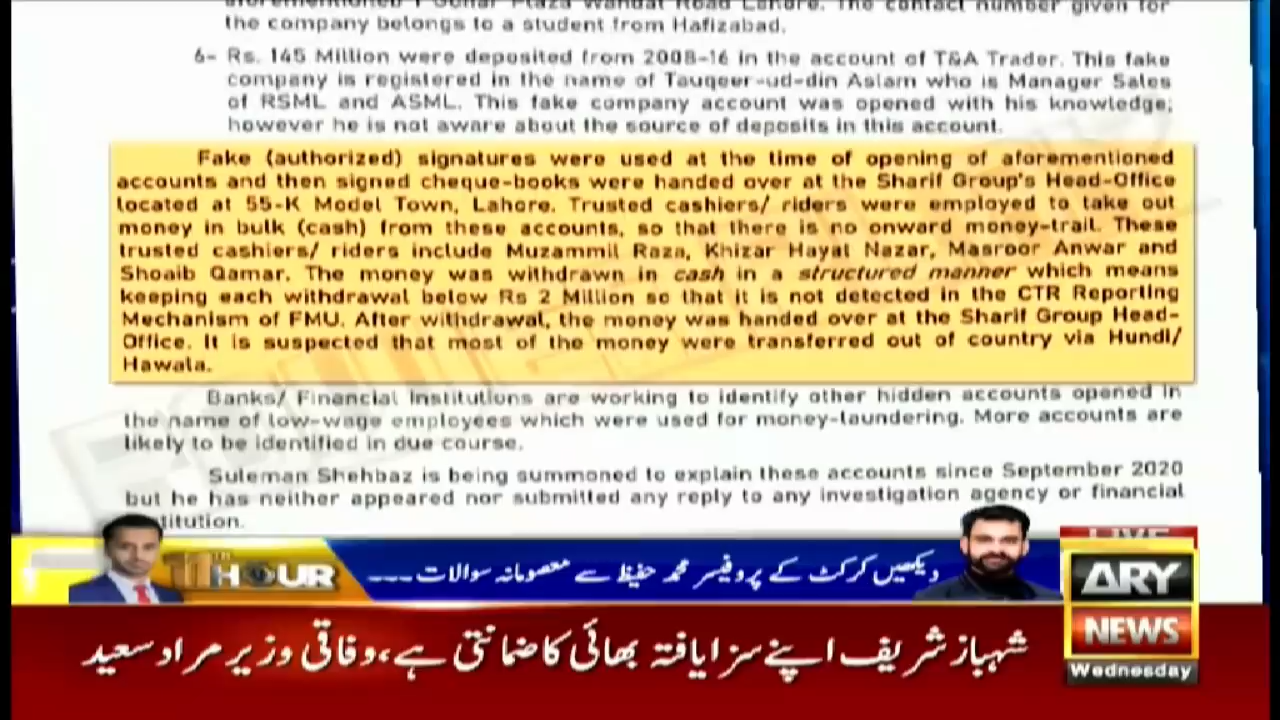 the company belongs to a student from Hafizabad.
6- Rs. 145 Million were deposited from 2008-16 in the account of T&A Trader. This fake
company is registered in the name of Tauqeer-ud-din Aslam who is Manager Sales
of RSML and ASML. This fake company account was opened with his knowledge;
however he is not aware about the source of deposits in this account.
Fake (authorized) signatures were used at the time of opening of aforementioned
accounts and then signed cheque-books were handed over at the Sharif Group's Head-Office
located at 55-K Model Town, Lahore. Trusted cashiers/ riders were employed to take out
money in bulk (cash) from these accounts, so that there is no onward money-trail. These
trusted cashiers/ riders include Muzammil Raza, Khizar Hayat Nazar, Masroor Anwar and
Shoaib Qamar. The money was withdrawn in cash in a structured manner which means
keeping each withdrawal below Rs 2 Million so that it is not detected in the CTR Reporting
Mechanism of FMU. After withdrawal, the money was handed over at the Sharif Group Head-
Office. It is suspected that most of the money were transferred out of country via Hundi/
Hawala.
Banks/ Financial Institutions are working to identify other hidden accounts opened in
the name of low-wage employees which were used for money-laundering. More accounts are
likely to be identified in due course.
Suleman Shehbaz is being summoned to explain these accounts since September 2020
but he has neither appeared nor submitted any reply to any investigation agency or financial
stitution.
11TH HOUR
دیکھیں کرکٹ کے پروفیسر محمد حفیظ سے معصومانہ سوالات ---
LIVE
ARY
NEWS
Wednesday
شہباز شریف اپنے سزا یافتہ بھائی کا ضمانتی ہے، وفاقی وزیر مراد سعید